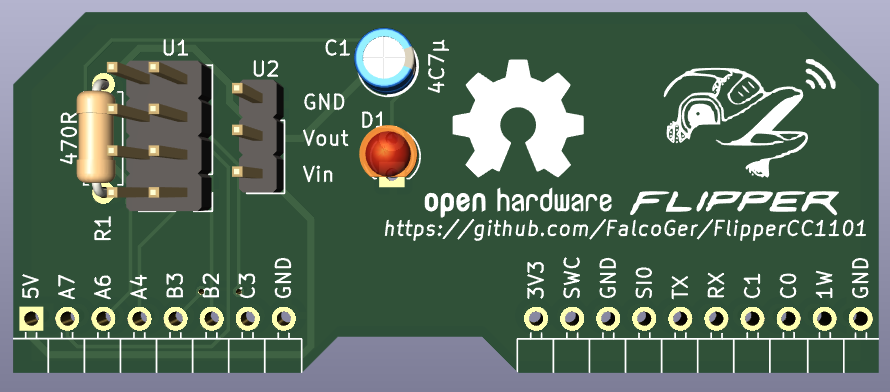 U1
U2
C1
4C7µ
GND
470R
D1
Vout
Vin
R1
open hardware
FLIPPER
https://github.com/FalcoGer/FlipperCC1101
5V A7 A6 A4 B3 B2 C3 GND
3V3 SWC GND SIO TX RX C1 C0 1W GND